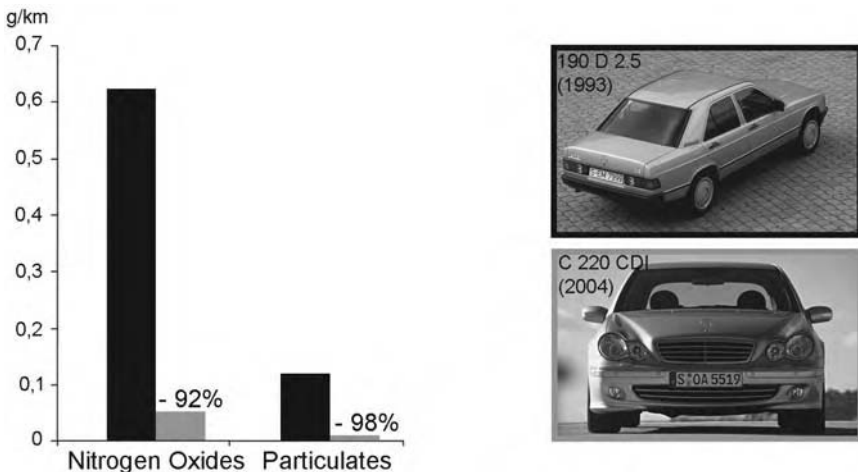 g/km
0,7
0,6
0,5
0,4
0,3
0,2
0,1
0
- 92%
- 98%
Nitrogen Oxides
Particulates
190 D 2.5
(1993)
C 220 CDI
(2004)
S OA 5519